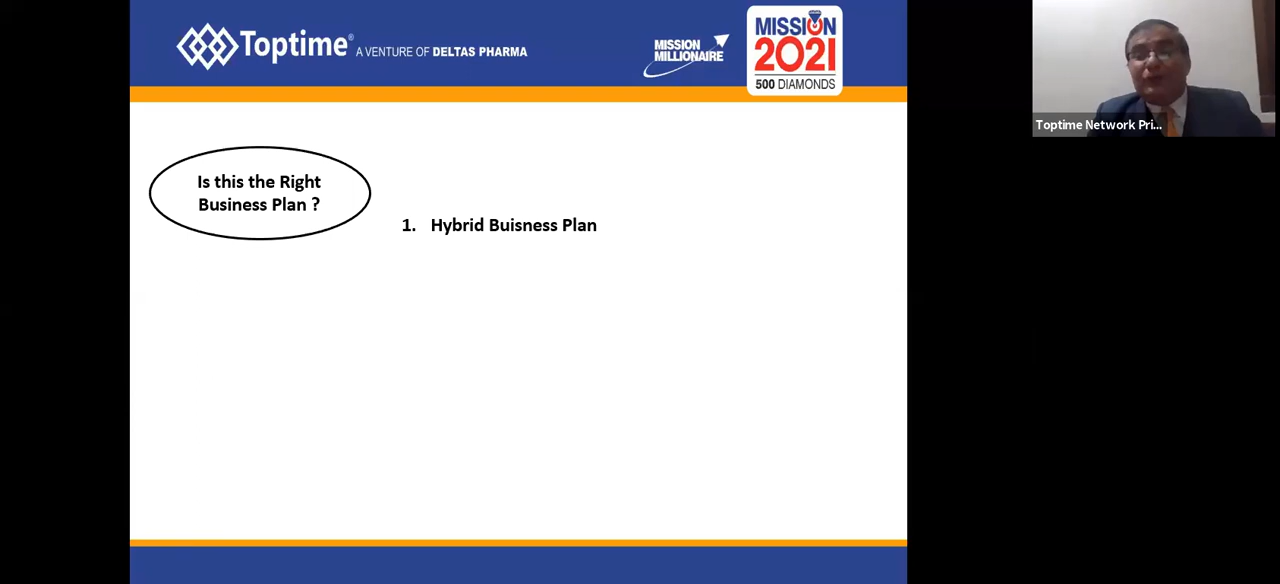 Toptime® A VENTURE OF DELTAS PHARMA
MISSION
MILLIONAIRE
MISSION
2021
500 DIAMONDS
Toptime Network Pri...
Is this the Right
Business Plan ?
1. Hybrid Buisness Plan